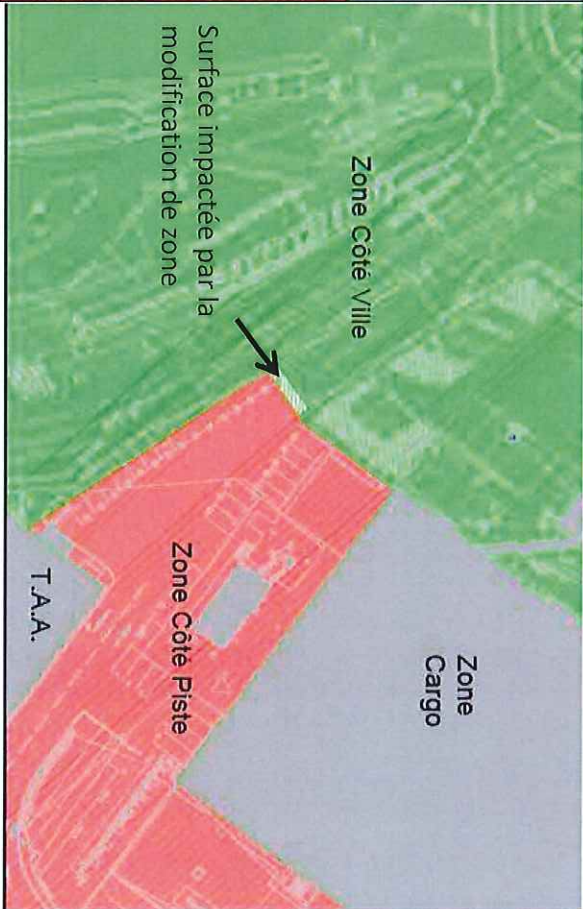 Surface impactée par la
modification de zone
Zone Côté Ville
Zone
Cargo
Zone Côté Piste
T.A.A.